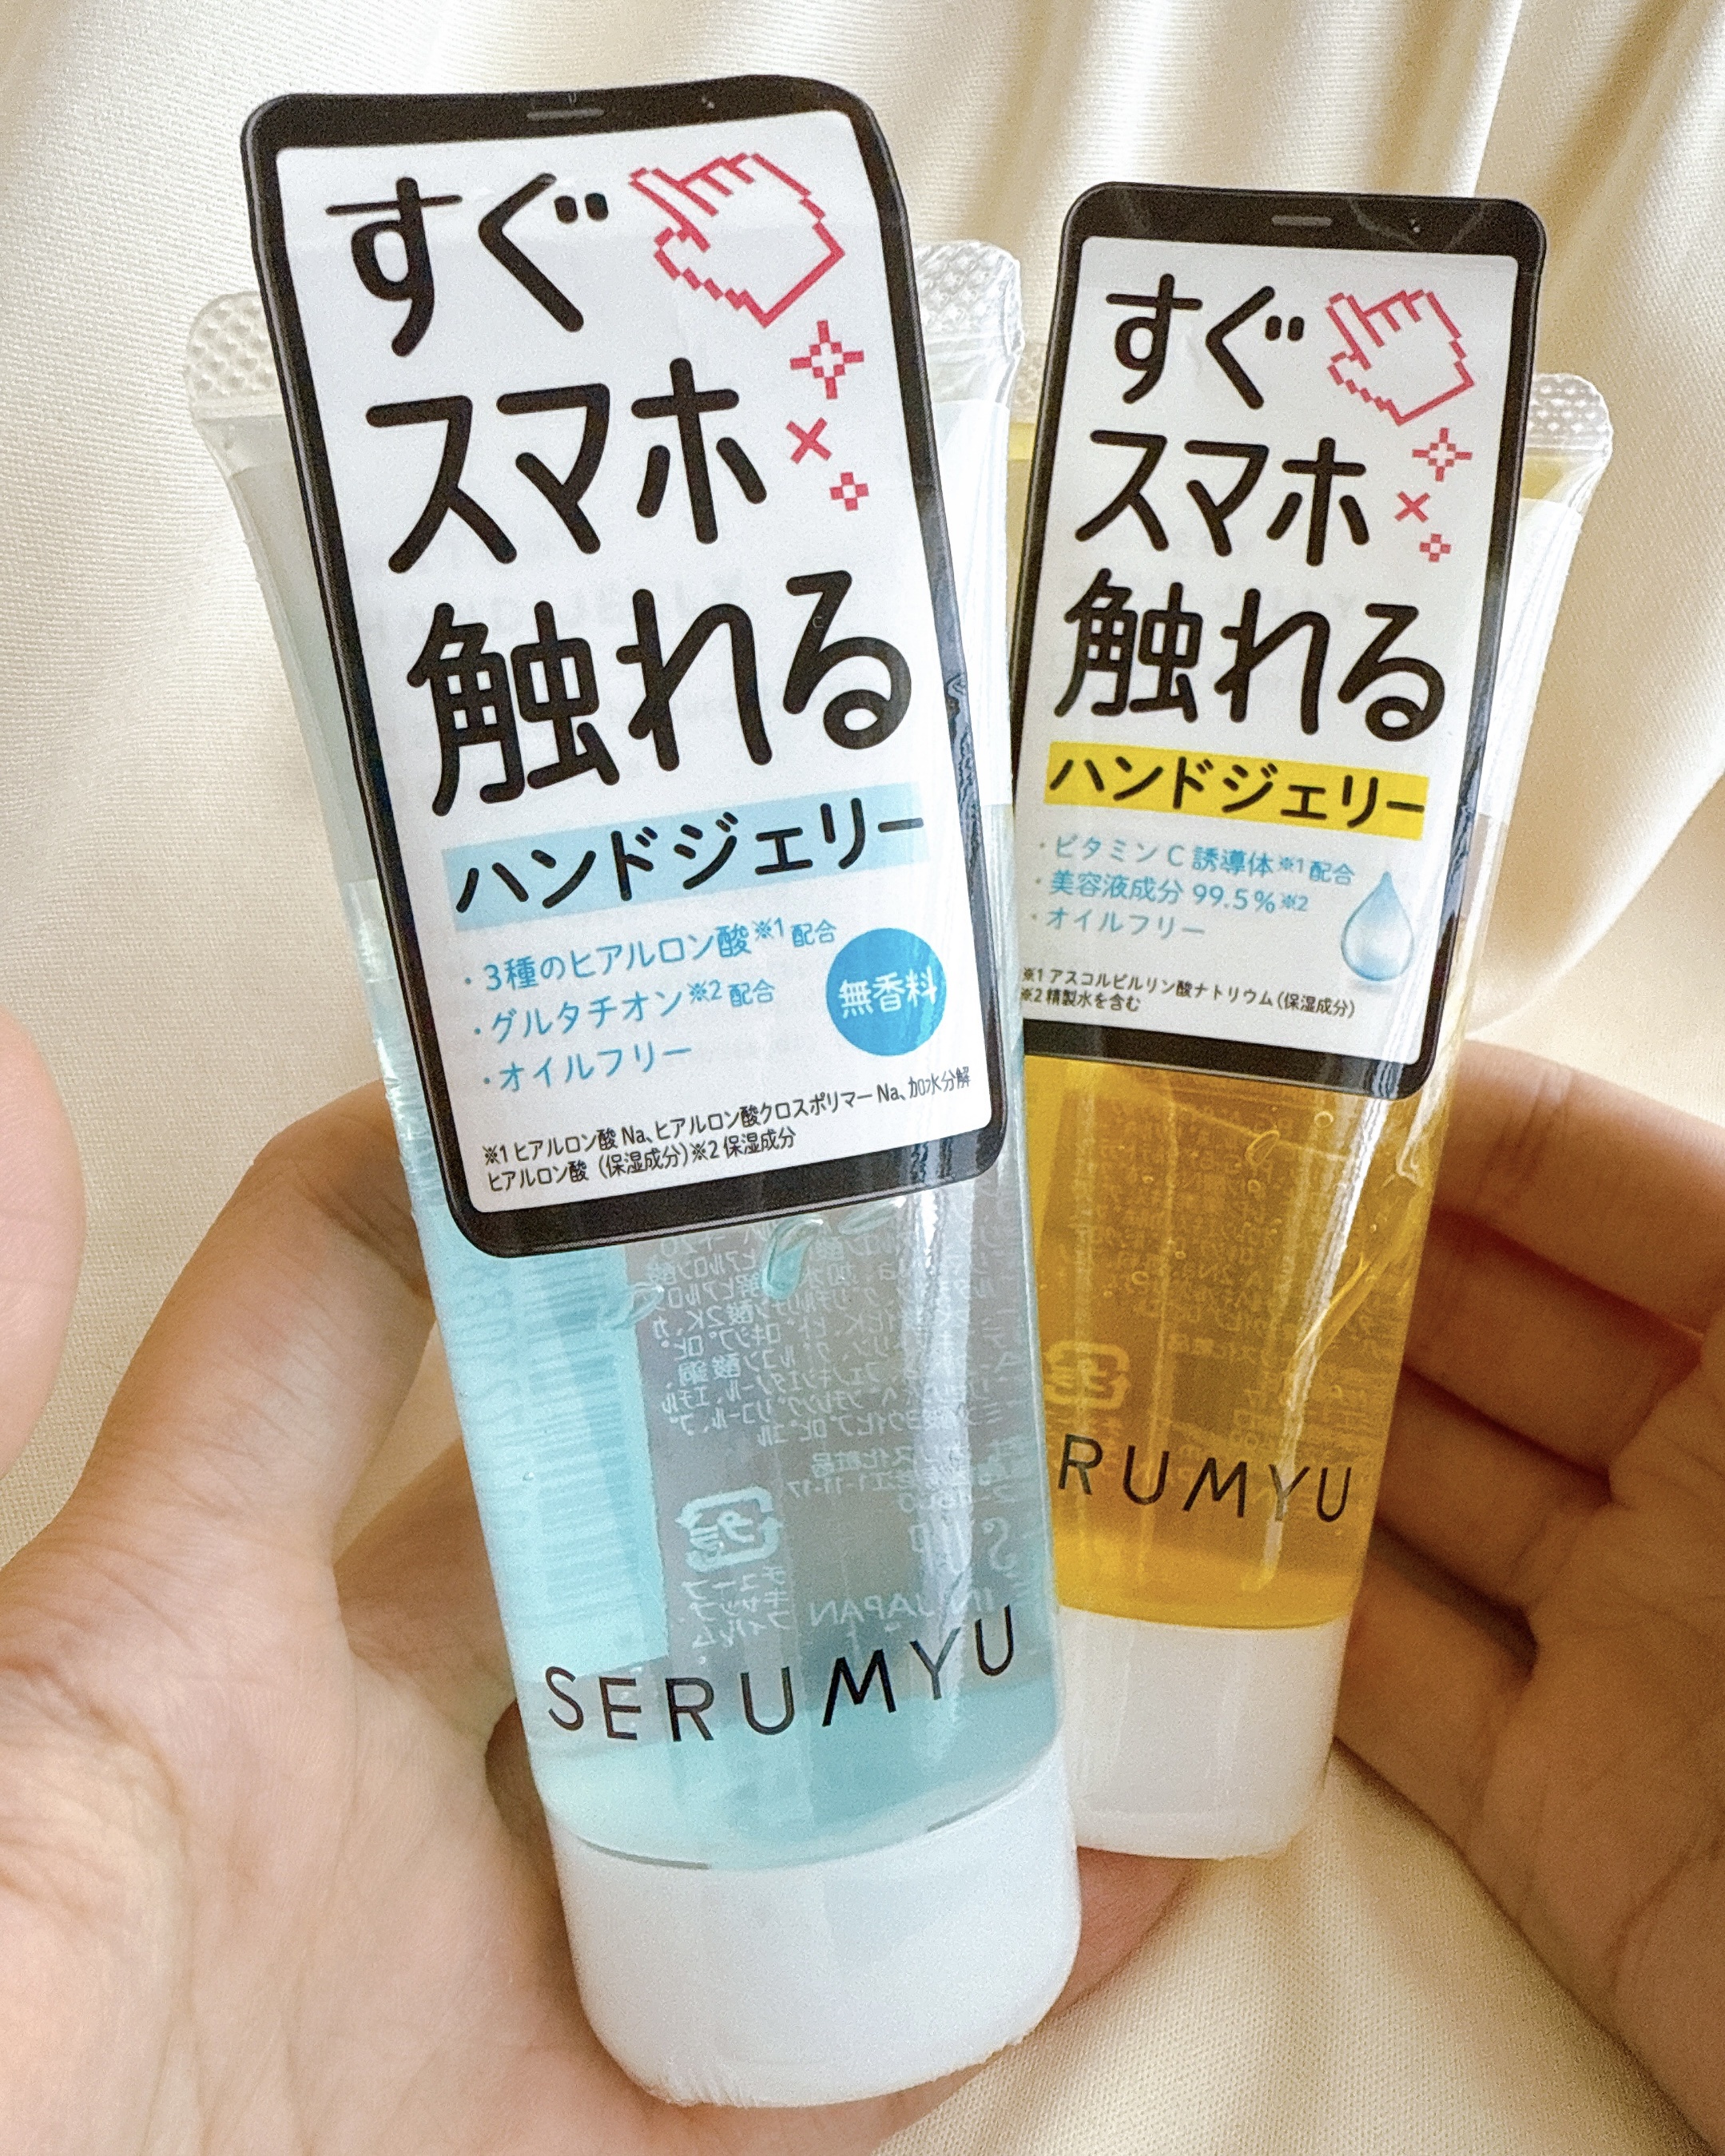 すぐ
スマホ
触れる
ハンドジェリー
・3種のヒアルロン酸※1 配合
・グルタチオン※2 配合
・オイルフリー
無香料
※1 ヒアルロン酸 Na、ヒアルロン酸クロスポリマー Na、加水分解
ヒアルロン酸（保湿成分）※2 保湿成分
SERUMYU
すぐ
スマホ
触れる
ハンドジェリー
・ビタミン C 誘導体※1 配合
・美容液成分 99.5%※2
・オイルフリー
※1 アスコルビルリン酸ナトリウム（保湿成分）
※2 精製水を含む
RUMYU